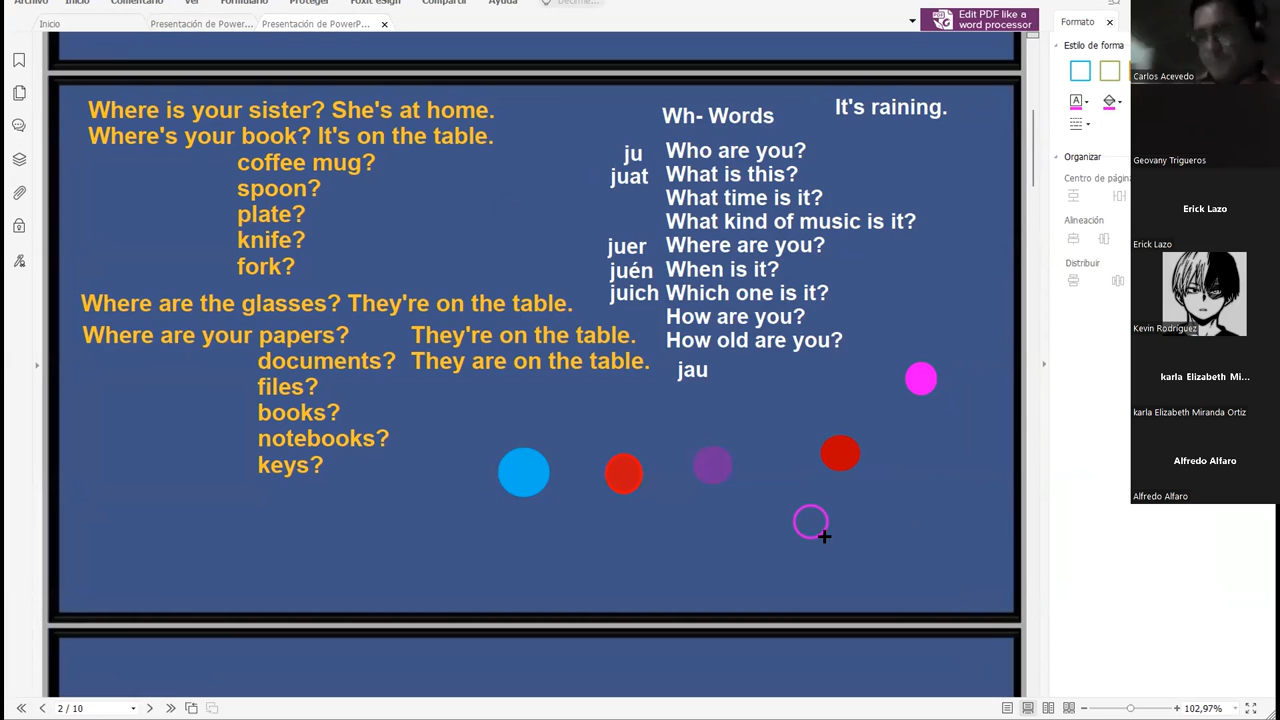 Archivo Inicio Comentario Ver Formulario Proteger Foxit eSign Compartir Ayuda Decirme...
Inicio Presentación de Power... Presentación de PowerP...
Edit PDF like a
word processor
Formato
Estilo de forma
Organizar
Centro de página
Alineación
Distribuir
Where is your sister? She's at home.
Where's your book? It's on the table.
coffee mug?
spoon?
plate?
knife?
fork?
Where are the glasses? They're on the table.
Where are your papers? They're on the table.
documents? They are on the table.
files?
books?
notebooks?
keys?
Wh- Words
It's raining.
ju Who are you?
juat What is this?
What time is it?
What kind of music is it?
juer Where are you?
juén When is it?
juich Which one is it?
How are you?
How old are you?
jau
Carlos Acevedo
Geovany Trigueros
Erick Lazo
Erick Lazo
Kevin Rodríguez
karla Elizabeth Mi...
karla Elizabeth Miranda Ortiz
Alfredo Alfaro
Alfredo Alfaro
2 / 10
102,97%